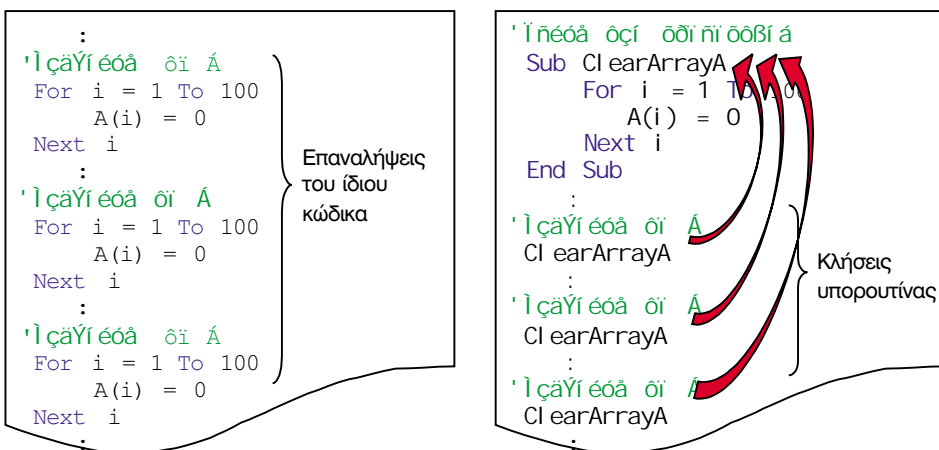 :
'ÌçäÝíéóå ôï Á
For i = 1 To 100
A(i) = 0
Next i
:
'ÌçäÝíéóå ôï Á
For i = 1 To 100
A(i) = 0
Next i
:
'ÌçäÝíéóå ôï Á
For i = 1 To 100
A(i) = 0
Next i
:
Επαναλήψεις
του ίδιου
κώδικα
'Ïñéóå ôçí õðïñïõôßíá
Sub ClearArrayA
For i = 1 To 100
A(i) = 0
Next i
End Sub
:
'ÌçäÝíéóå ôï Á
ClearArrayA
:
'ÌçäÝíéóå ôï Á
ClearArrayA
:
'ÌçäÝíéóå ôï Á
ClearArrayA
:
Κλήσεις
υπορουτίνας